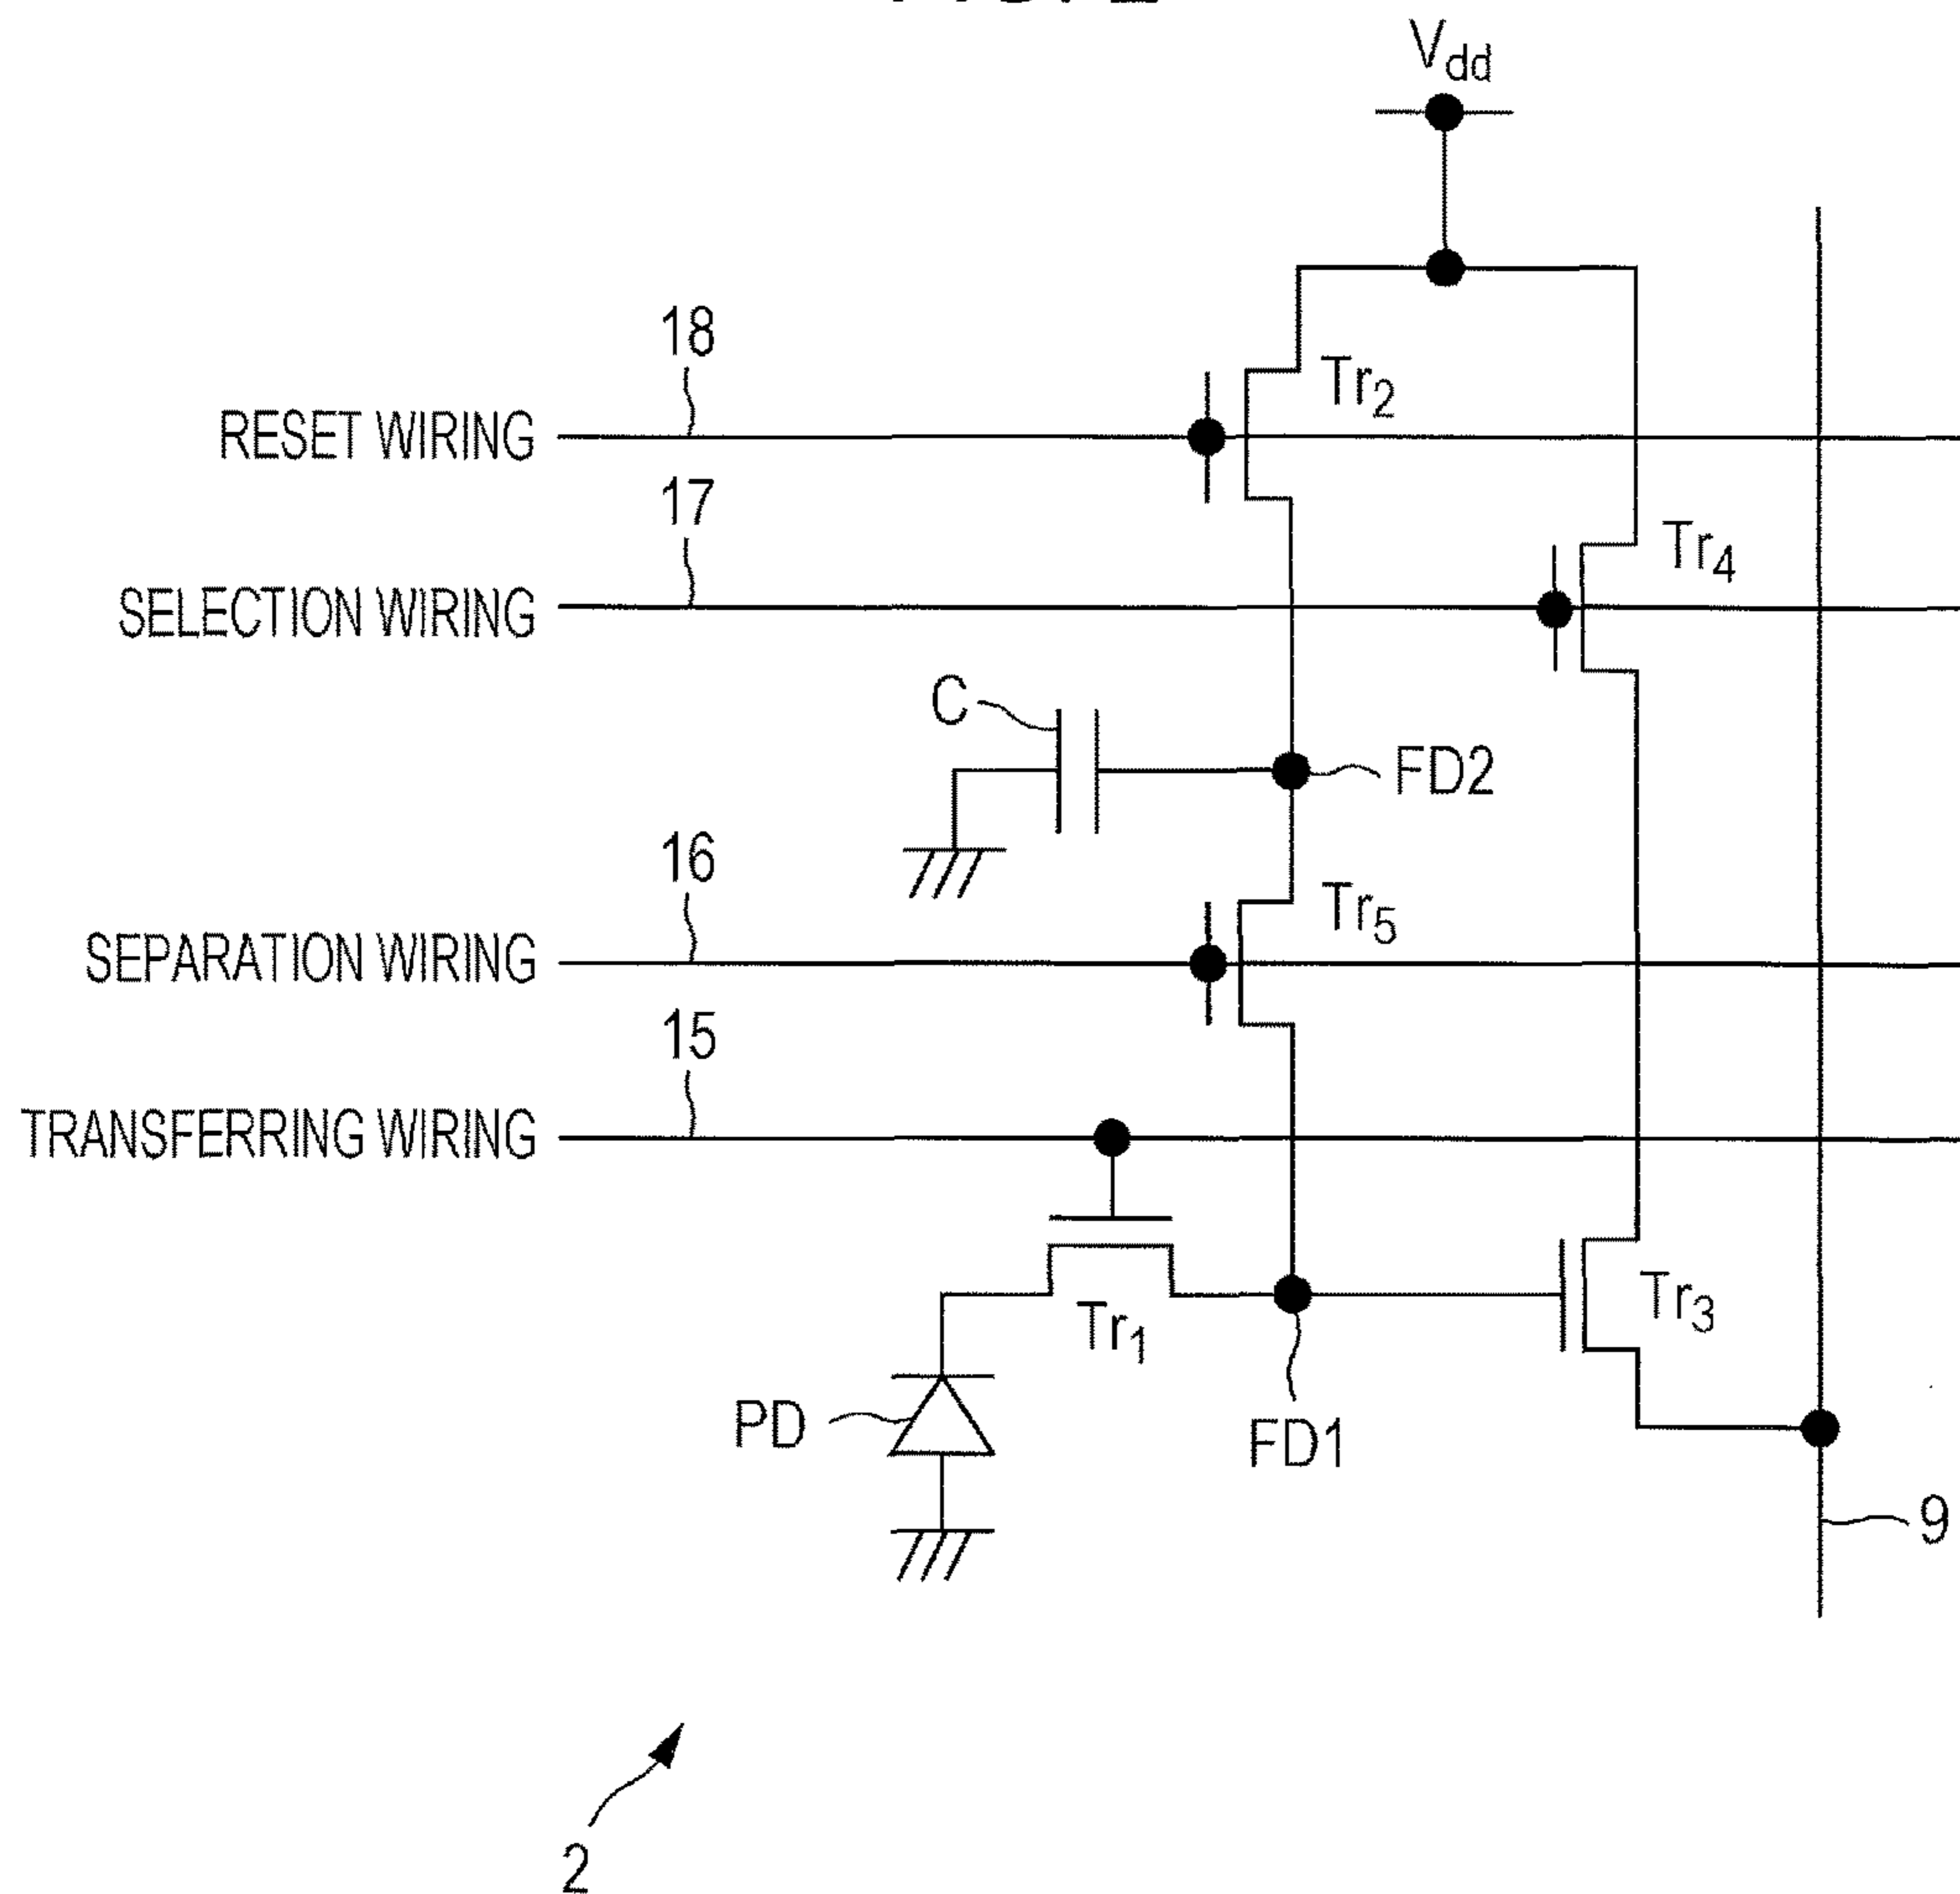 Vdd
18
Tr2
RESET WIRING
17
Tr4
SELECTION WIRING
C
FD2
16
Tr5
SEPARATION WIRING
15
TRANSFERRING WIRING
Tr1
Tr3
PD
FD1
9
2